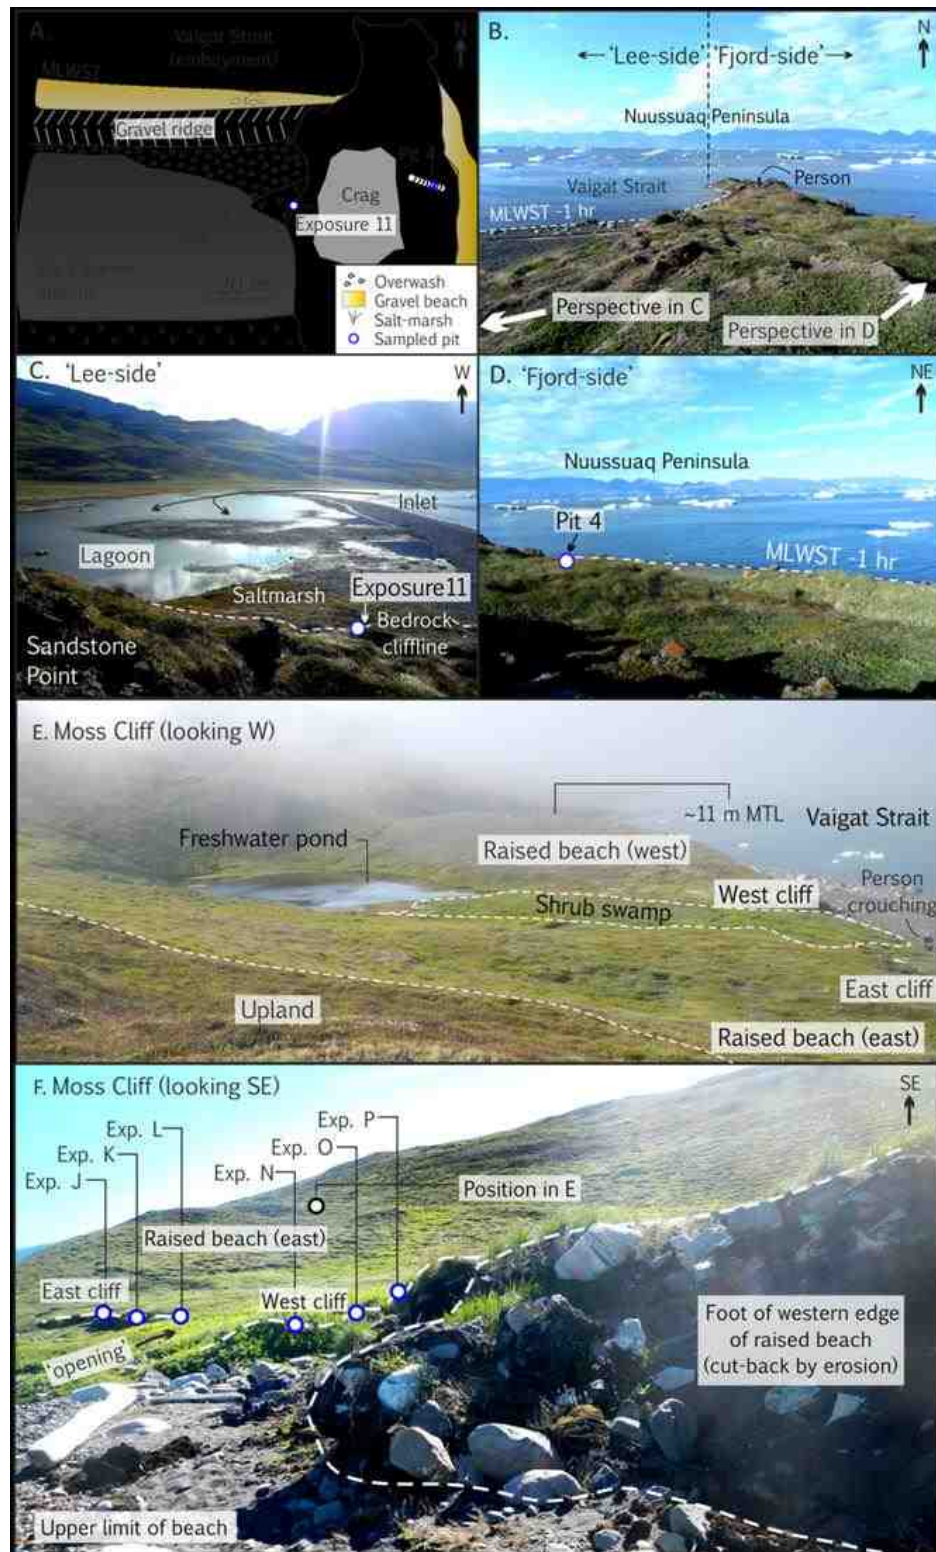 A.
Vaigat Strait
(embayment)
N
MLWST
Gravel ridge
Crag
Exposure 11
Overwash
Gravel beach
Salt-marsh
Sampled pit
B.
N
'Lee-side'
'Fjord-side'
Nuussuaq Peninsula
Person
Vaigat Strait
MLWST -1 hr
Perspective in C
Perspective in D
C. 'Lee-side'
W
Inlet
Lagoon
Saltmarsh
Exposure11
Bedrock
cliffline
Sandstone
Point
D. 'Fjord-side'
NE
Nuussuaq Peninsula
Pit 4
MLWST -1 hr
E. Moss Cliff (looking W)
~11 m MTL
Vaigat Strait
Freshwater pond
Raised beach (west)
West cliff
Person
crouching
Shrub swamp
East cliff
Upland
Raised beach (east)
F. Moss Cliff (looking SE)
SE
Exp. P
Exp. L
Exp. O
Exp. K
Exp. N
Exp. J
Position in E
Raised beach (east)
East cliff
West cliff
'opening'
Foot of western edge
of raised beach
(cut-back by erosion)
Upper limit of beach